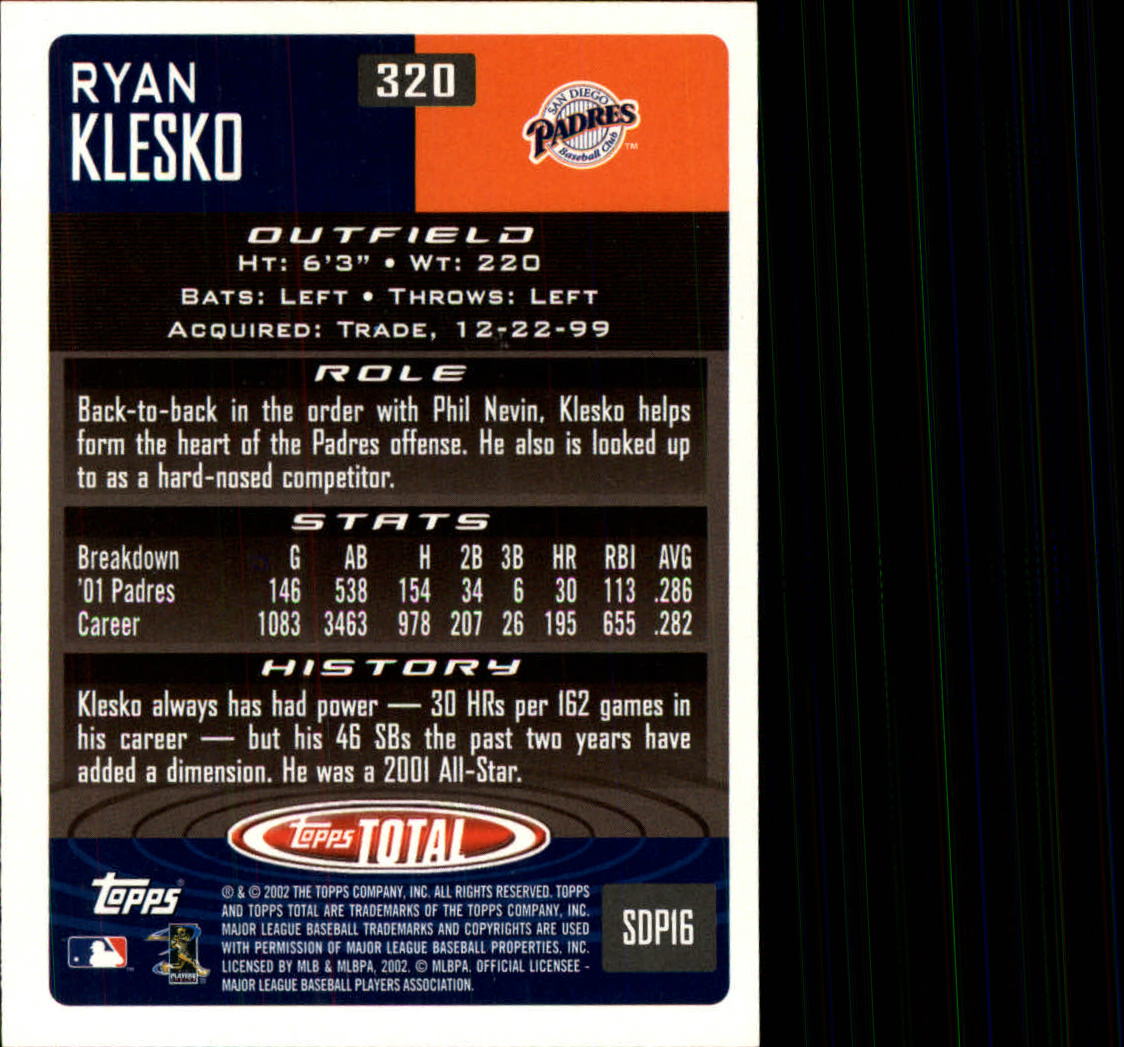 RYAN
KLESKO
320
SAN DIEGO
PADRES
Baseball Club
TM
OUTFIELD
HT: 6'3" • WT: 220
BATS: LEFT • THROWS: LEFT
ACQUIRED: TRADE, 12-22-99
ROLE
Back-to-back in the order with Phil Nevin, Klesko helps
form the heart of the Padres offense. He also is looked up
to as a hard-nosed competitor.
STATS
Breakdown G AB H 2B 3B HR RBI AVG
'01 Padres 146 538 154 34 6 30 113 .286
Career 1083 3463 978 207 26 195 655 .282
HISTORY
Klesko always has had power — 30 HRs per 162 games in
his career — but his 46 SBs the past two years have
added a dimension. He was a 2001 All-Star.
Topps TOTAL
Topps
® & © 2002 THE TOPPS COMPANY, INC. ALL RIGHTS RESERVED. TOPPS
AND TOPPS TOTAL ARE TRADEMARKS OF THE TOPPS COMPANY, INC.
MAJOR LEAGUE BASEBALL TRADEMARKS AND COPYRIGHTS ARE USED
WITH PERMISSION OF MAJOR LEAGUE BASEBALL PROPERTIES, INC.
LICENSED BY MLB & MLBPA, 2002. © MLBPA. OFFICIAL LICENSEE -
MAJOR LEAGUE BASEBALL PLAYERS ASSOCIATION.
SDP16
PLAYERS